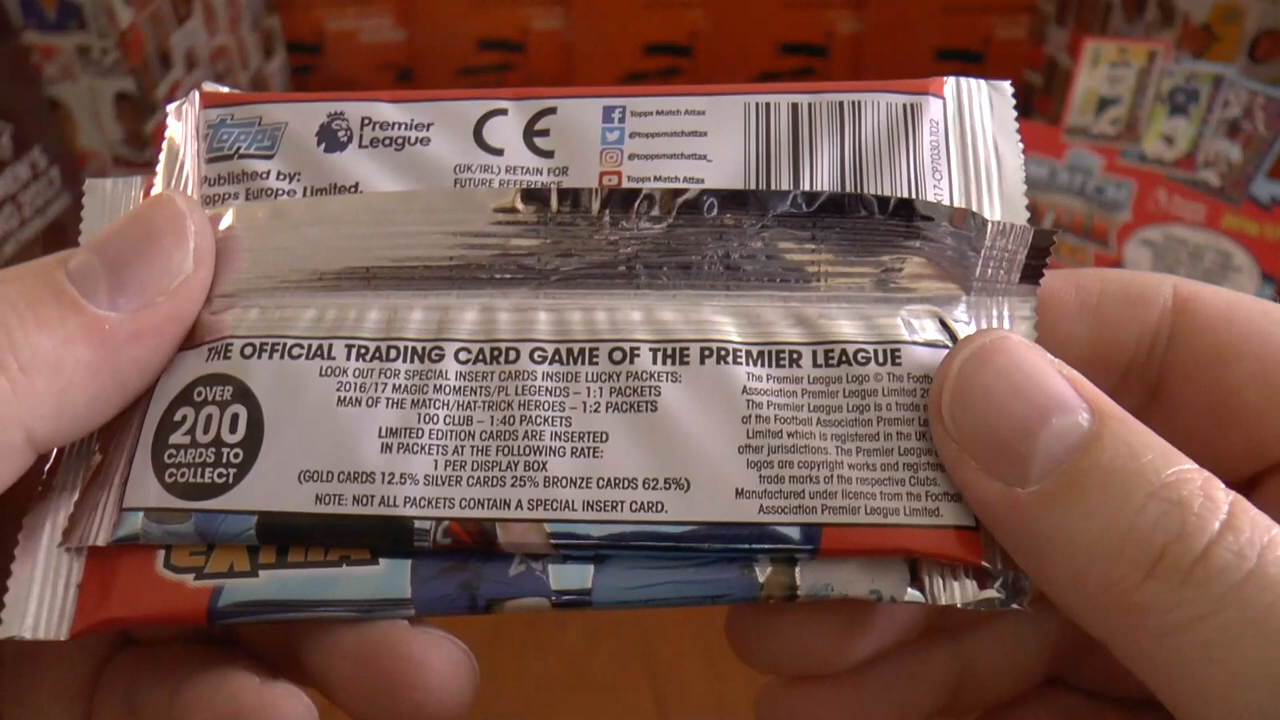 TOPPS
Premier
League
CE
(UK/IRL) RETAIN FOR
FUTURE REFERENCE
Topps Match Attax
@toppsmatchattax
@toppsmatchattax_
Topps Match Attax
Published by:
Topps Europe Limited.
THE OFFICIAL TRADING CARD GAME OF THE PREMIER LEAGUE
OVER
200
CARDS TO
COLLECT
LOOK OUT FOR SPECIAL INSERT CARDS INSIDE LUCKY PACKETS:
2016/17 MAGIC MOMENTS/PL LEGENDS – 1:1 PACKETS
MAN OF THE MATCH/HAT-TRICK HEROES – 1:2 PACKETS
100 CLUB – 1:40 PACKETS
LIMITED EDITION CARDS ARE INSERTED
IN PACKETS AT THE FOLLOWING RATE:
1 PER DISPLAY BOX
(GOLD CARDS 12.5% SILVER CARDS 25% BRONZE CARDS 62.5%)
NOTE: NOT ALL PACKETS CONTAIN A SPECIAL INSERT CARD.
The Premier League Logo © The Footb
Association Premier League Limited 20
The Premier League Logo is a trade
of the Football Association Premier Le
Limited which is registered in the UK
other jurisdictions. The Premier League
logos are copyright works and register
trade marks of the respective Clubs.
Manufactured under licence from the Footbal
Association Premier League Limited.
EXTRA